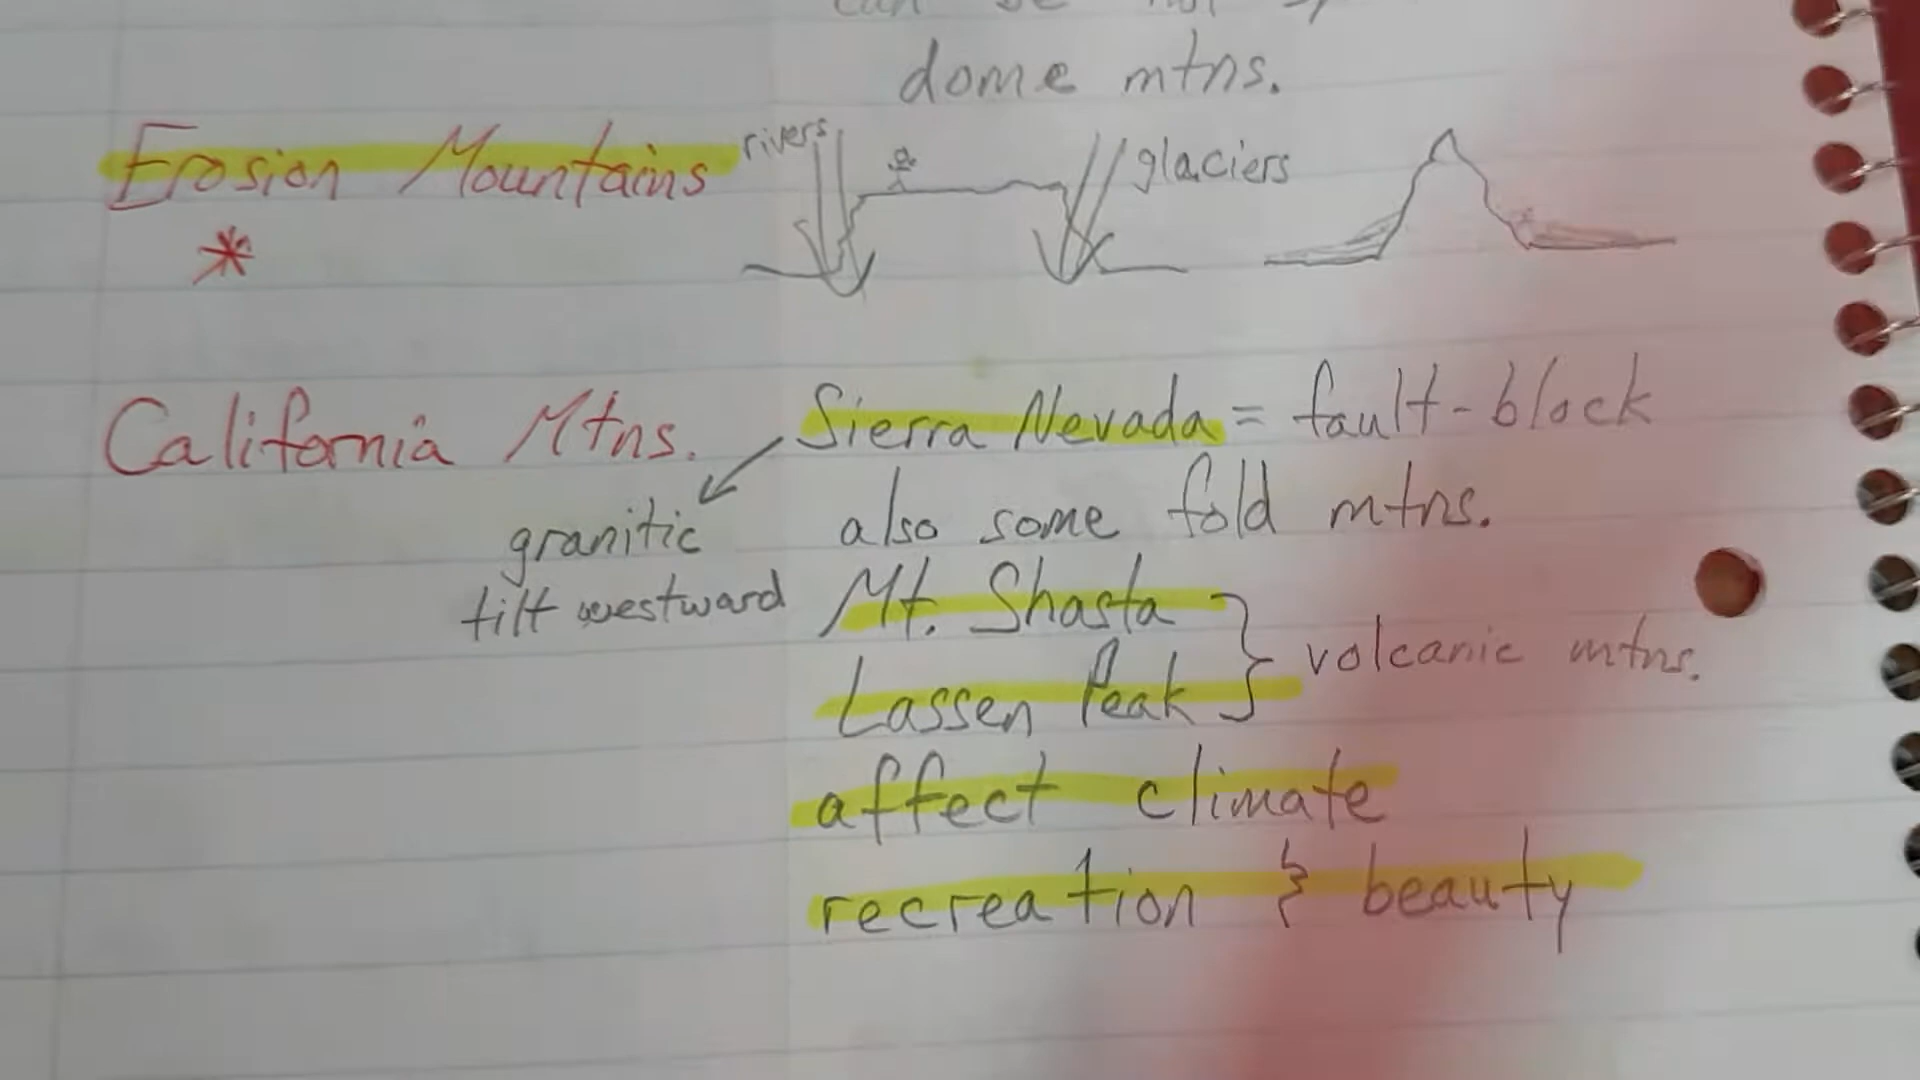 dome mtns.
Erosion Mountains
*
rivers
glaciers
California Mtns.
Sierra Nevada = fault-block
also some fold mtns.
granitic
tilt westward
Mt. Shasta
Lassen Peak } volcanic mtns.
affect climate
recreation & beauty